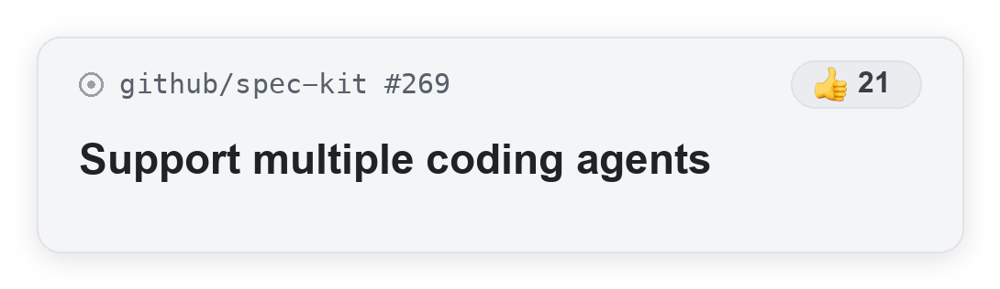 github/spec-kit #269
👍 21
Support multiple coding agents